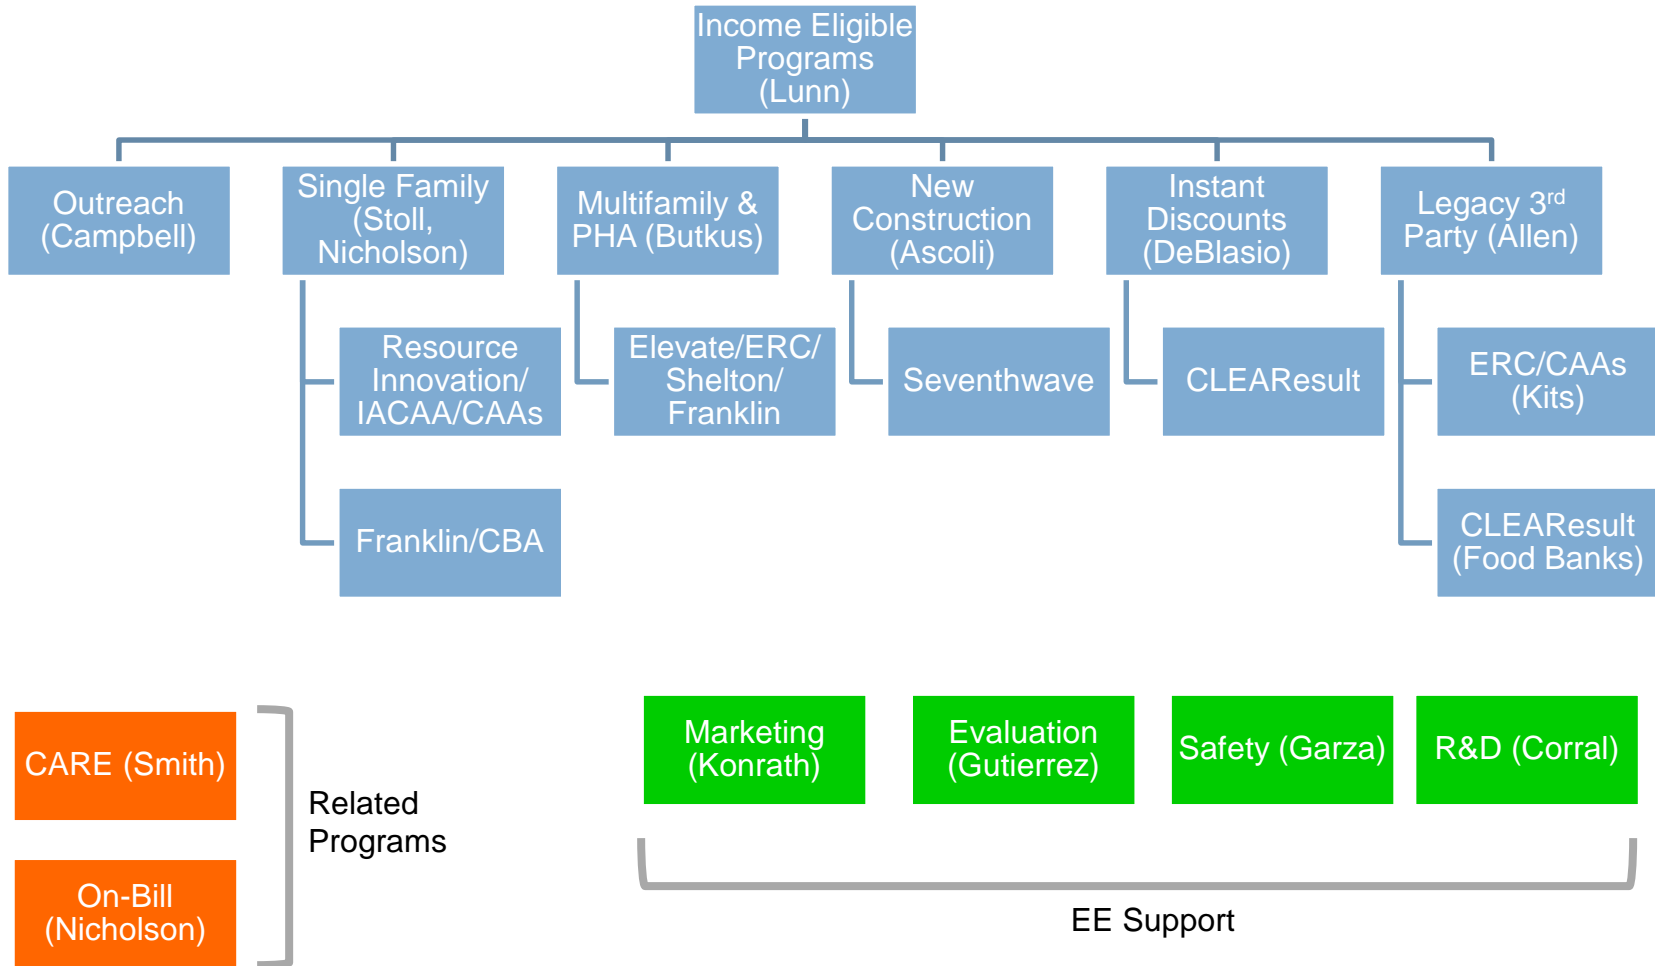 Income Eligible
Programs
(Lunn)
Outreach
(Campbell)
Single Family
(Stoll,
Nicholson)
Multifamily &
PHA (Butkus)
New
Construction
(Ascoli)
Instant
Discounts
(DeBlasio)
Legacy 3rd
Party (Allen)
Resource
Innovation/
IACAA/CAAs
Elevate/ERC/
Shelton/
Franklin
Seventhwave
CLEAResult
ERC/CAAs
(Kits)
Franklin/CBA
CLEAResult
(Food Banks)
CARE (Smith)
On-Bill
(Nicholson)
Related
Programs
Marketing
(Konrath)
Evaluation
(Gutierrez)
Safety (Garza)
R&D (Corral)
EE Support